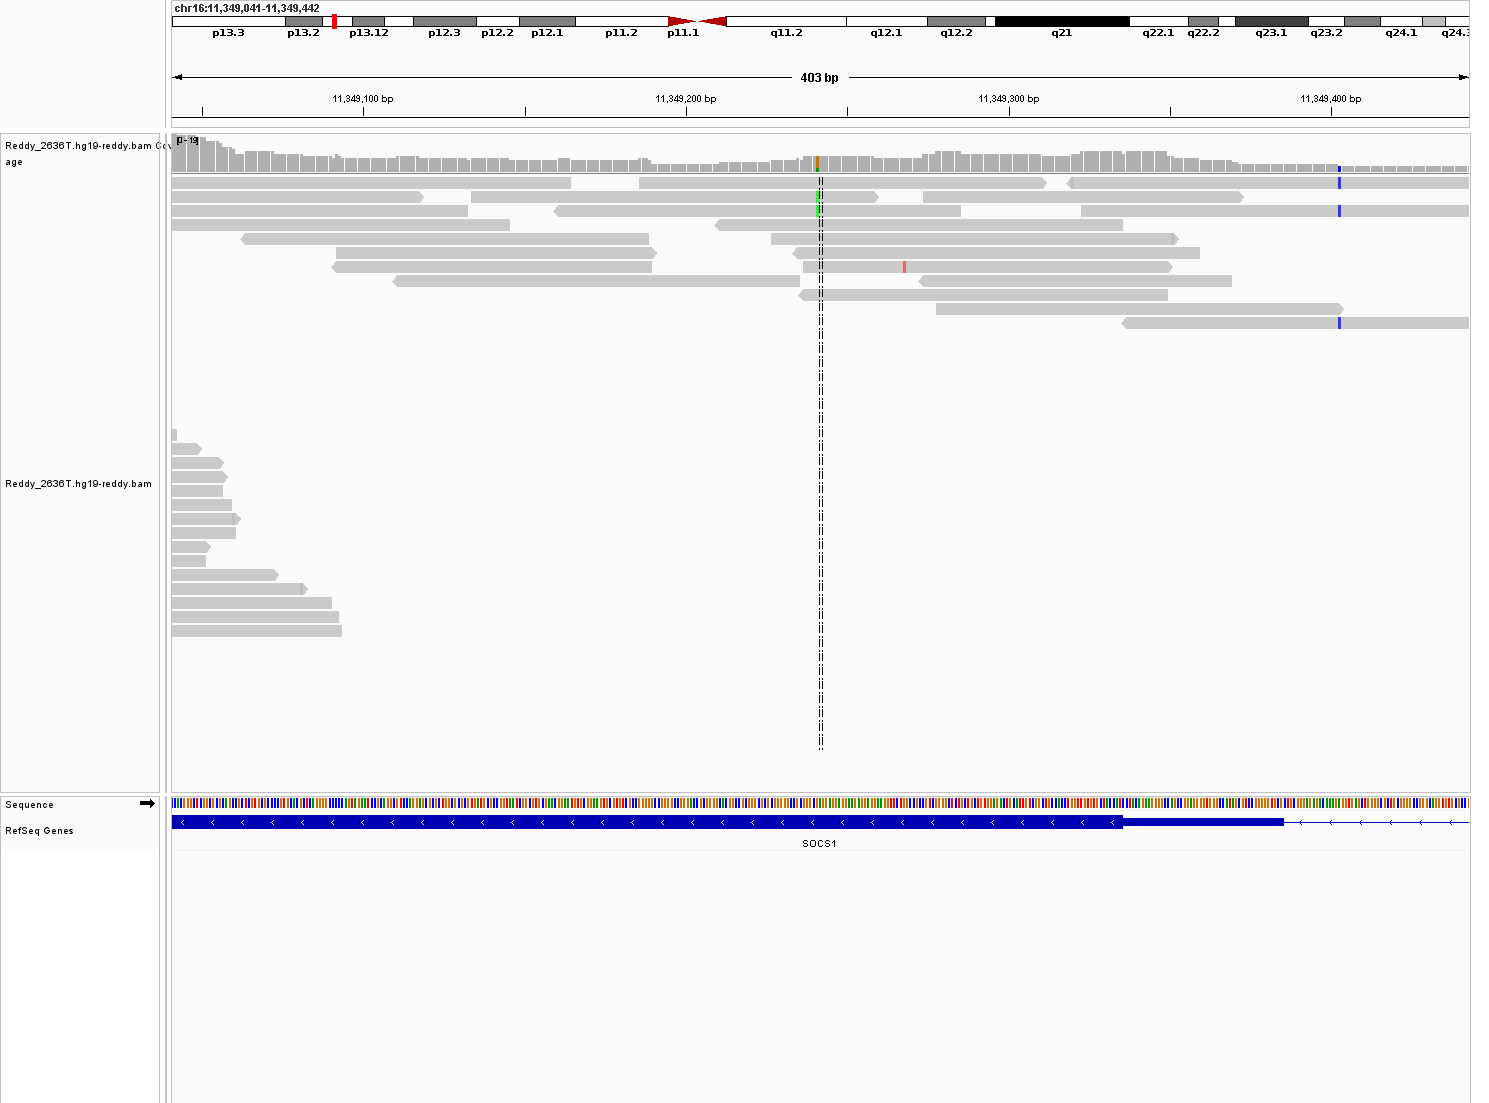 chr16:11,349,041-11,349,442
p13.3 p13.2 p13.12 p12.3 p12.2 p12.1 p11.2 p11.1 q11.2 q12.1 q12.2 q21 q22.1 q22.2 q23.1 q23.2 q24.1 q24.3
403 bp
11,349,100 bp 11,349,200 bp 11,349,300 bp 11,349,400 bp
[0 - 19]
Reddy_2636T.hg19-reddy.bam Cov
age
Reddy_2636T.hg19-reddy.bam
Sequence
RefSeq Genes
SOCS1